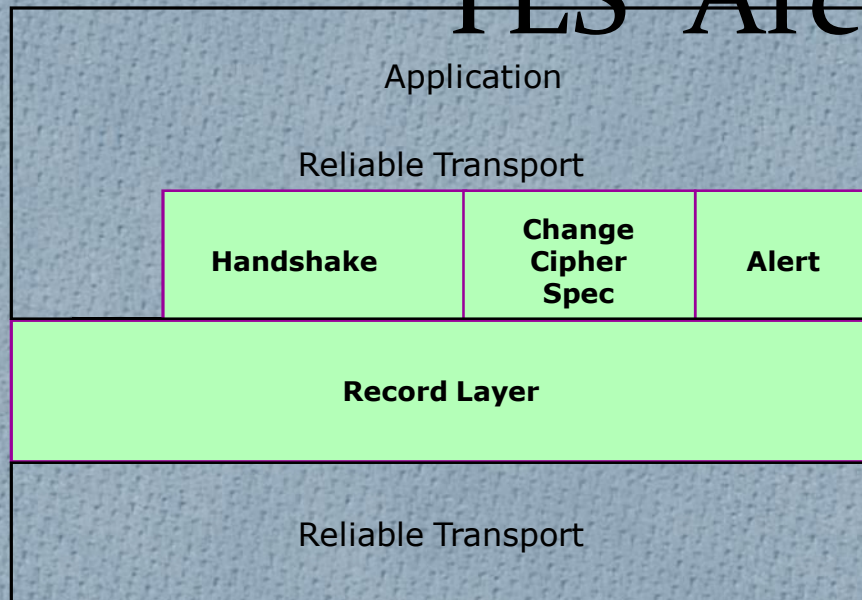 Application
Reliable Transport
Handshake
Change
Cipher
Spec
Alert
Record Layer
Reliable Transport